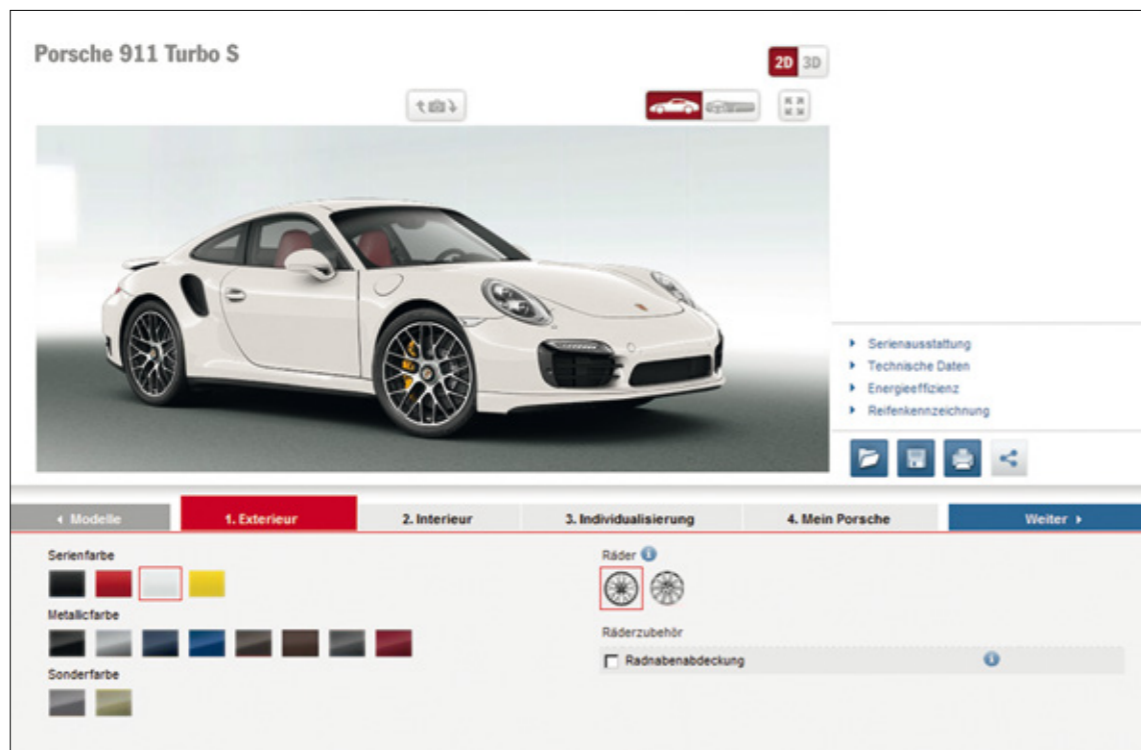 Porsche 911 Turbo S
2D 3D
Serienausstattung
Technische Daten
Energieeffizienz
Reifenkennzeichnung
Modelle
1. Exterieur
2. Interieur
3. Individualisierung
4. Mein Porsche
Weiter
Serienfarbe
Metallicfarbe
Sonderfarbe
Räder
Räderzubehör
Radnabenabdeckung